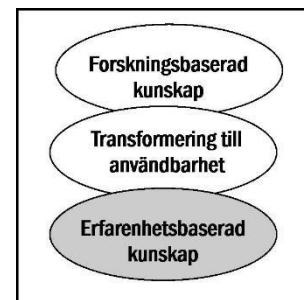 Forskningsbaserad
kunskap
Transformering till
användbarhet
Erfarenhetsbaserad
kunskap